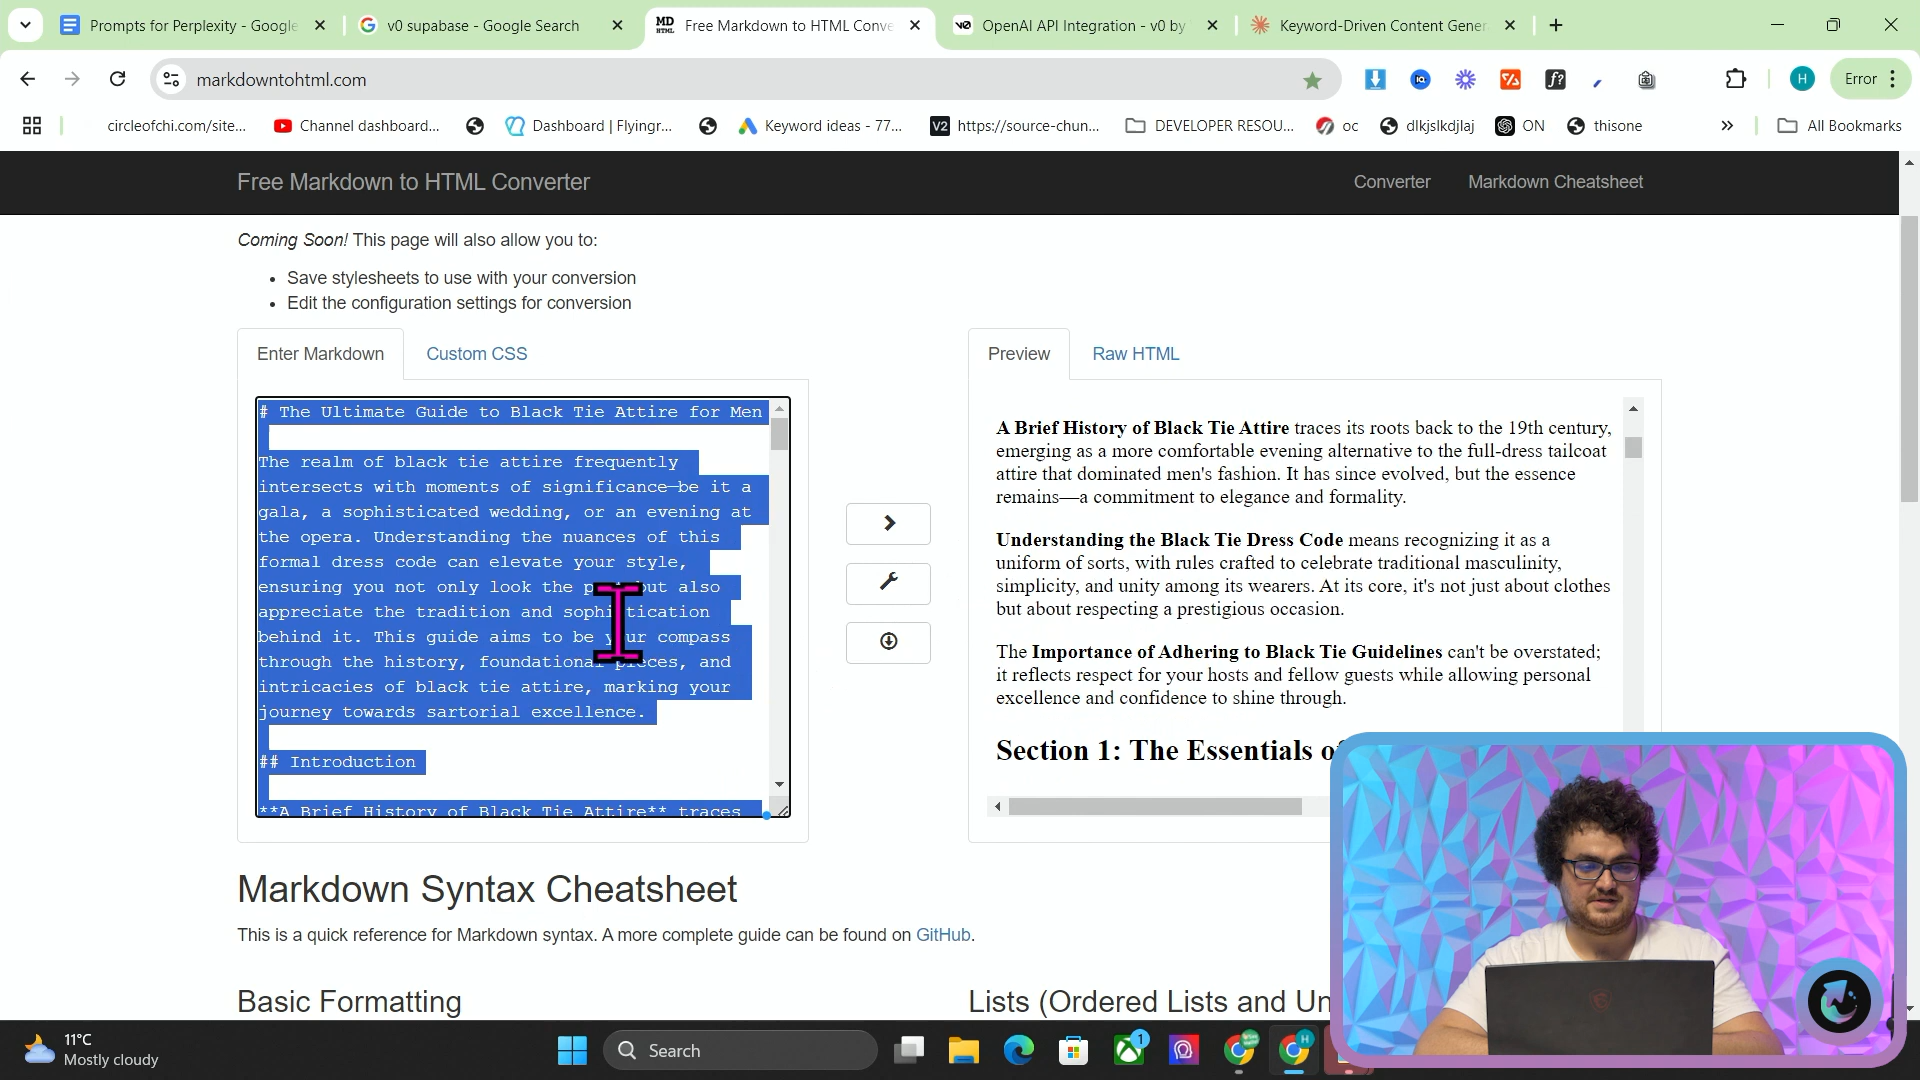 Prompts for Perplexity - Google
v0 supabase - Google Search
MD HTML
Free Markdown to HTML Conve
v0
OpenAI API Integration - v0 by
Keyword-Driven Content Gener
markdowntohtml.com
H
Error
circleofchi.com/site...
Channel dashboard...
Dashboard | Flyingr...
Keyword ideas - 77...
V2
https://source-chun...
DEVELOPER RESOU...
oc
dlkjslkdjlaj
ON
thisone
All Bookmarks
Free Markdown to HTML Converter
Converter
Markdown Cheatsheet
Coming Soon! This page will also allow you to:
Save stylesheets to use with your conversion
Edit the configuration settings for conversion
Enter Markdown
Custom CSS
Preview
Raw HTML
# The Ultimate Guide to Black Tie Attire for Men
The realm of black tie attire frequently
intersects with moments of significance—be it a
gala, a sophisticated wedding, or an evening at
the opera. Understanding the nuances of this
formal dress code can elevate your style,
ensuring you not only look the but also
appreciate the tradition and sophistication
behind it. This guide aims to be your compass
through the history, foundational pieces, and
intricacies of black tie attire, marking your
journey towards sartorial excellence.
## Introduction
**A Brief History of Black Tie Attire** traces
A Brief History of Black Tie Attire traces its roots back to the 19th century,
emerging as a more comfortable evening alternative to the full-dress tailcoat
attire that dominated men's fashion. It has since evolved, but the essence
remains—a commitment to elegance and formality.
Understanding the Black Tie Dress Code means recognizing it as a
uniform of sorts, with rules crafted to celebrate traditional masculinity,
simplicity, and unity among its wearers. At its core, it's not just about clothes
but about respecting a prestigious occasion.
The Importance of Adhering to Black Tie Guidelines can't be overstated;
it reflects respect for your hosts and fellow guests while allowing personal
excellence and confidence to shine through.
Section 1: The Essentials o
Markdown Syntax Cheatsheet
This is a quick reference for Markdown syntax. A more complete guide can be found on GitHub.
Basic Formatting
Lists (Ordered Lists and Un
11°C
Mostly cloudy
Search
1